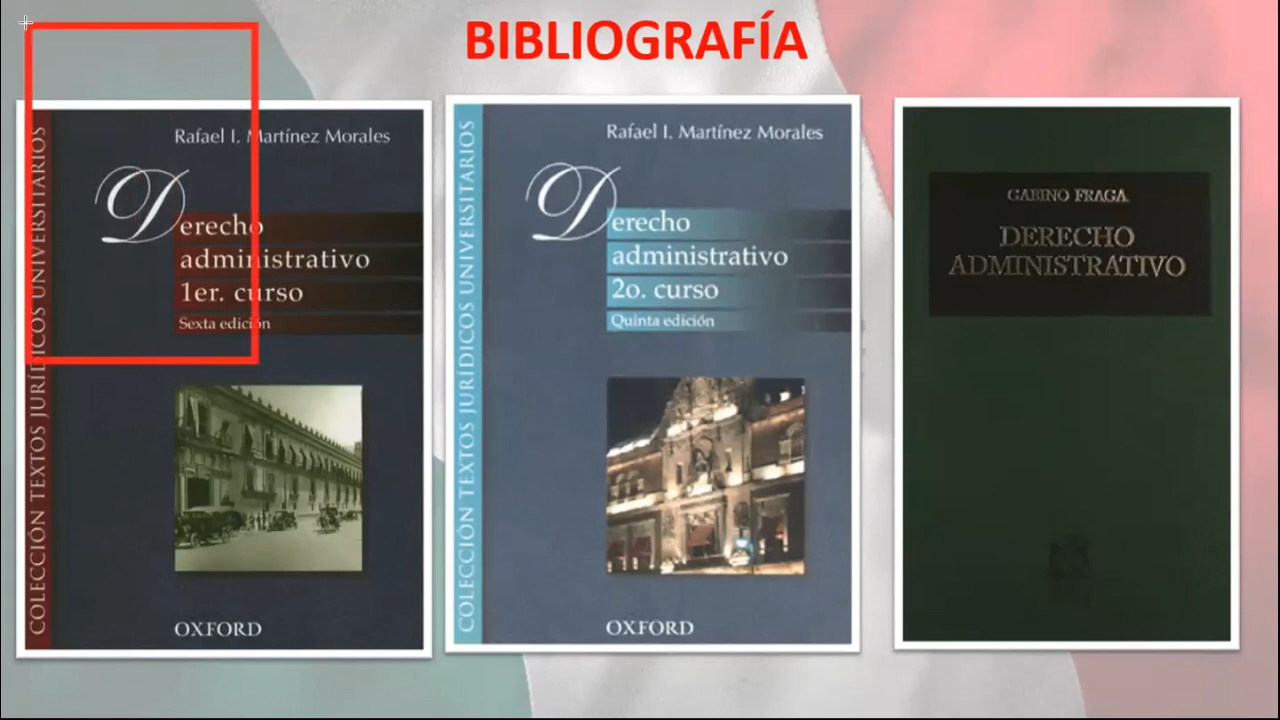 BIBLIOGRAFÍA
COLECCIÓN TEXTOS JURÍDICOS UNIVERSITARIOS
Rafael I. Martínez Morales
Derecho
administrativo
1er. curso
Sexta edición
OXFORD
COLECCIÓN TEXTOS JURÍDICOS UNIVERSITARIOS
Rafael I. Martínez Morales
Derecho
administrativo
2o. curso
Quinta edición
OXFORD
GABINO FRAGA
DERECHO
ADMINISTRATIVO